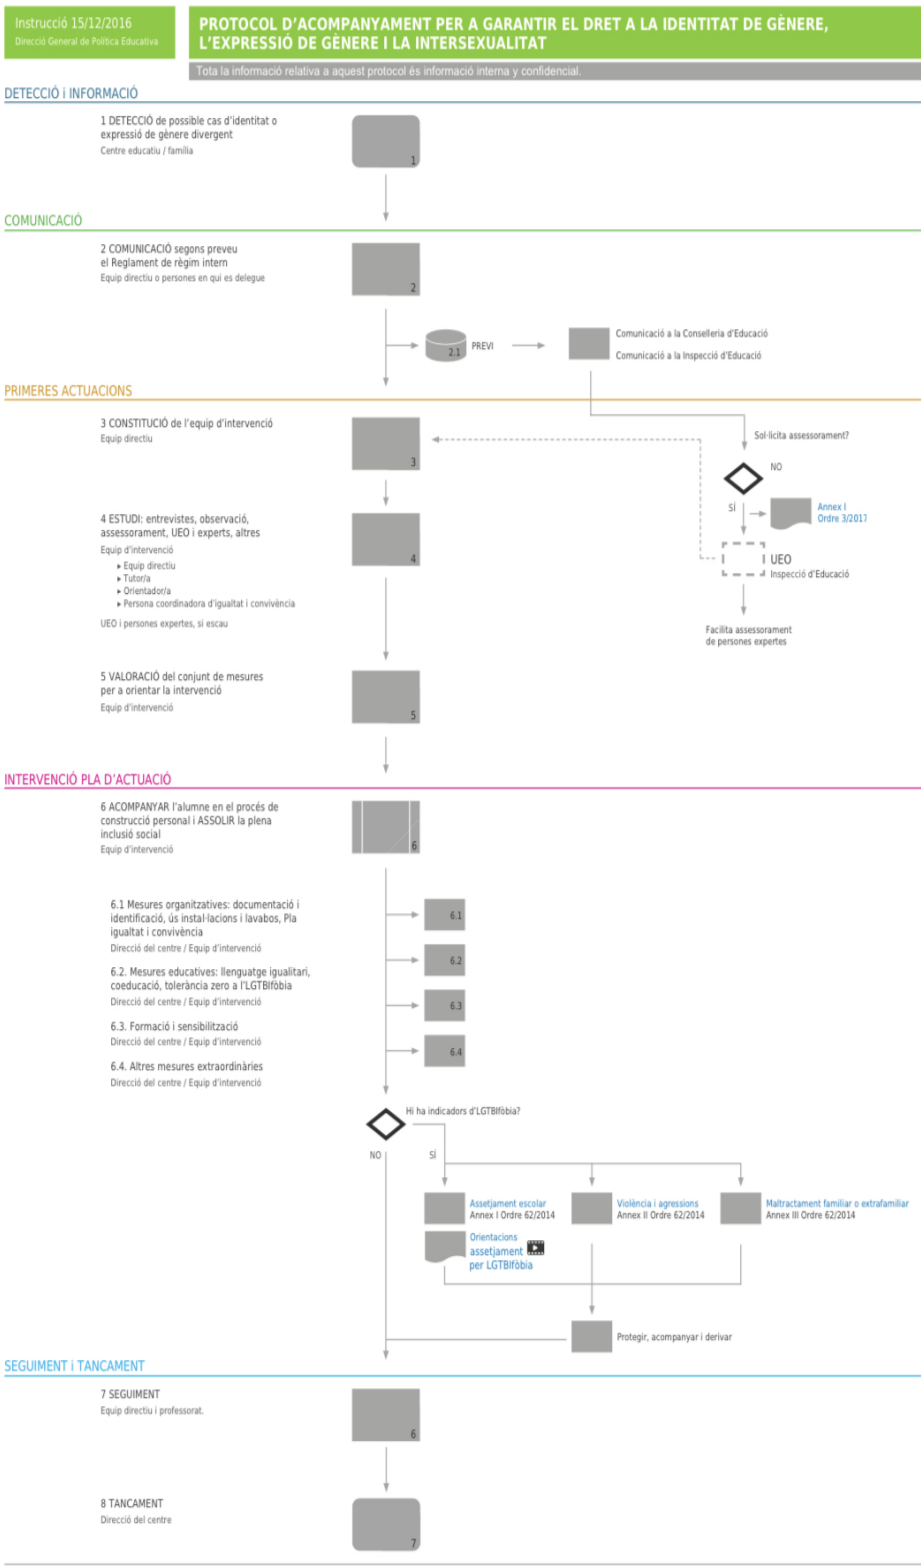 Instrucció 15/12/2016
Direcció General de Política Educativa
PROTOCOL D'ACOMPANYAMENT PER A GARANTIR EL DRET A LA IDENTITAT DE GÈNERE,
L'EXPRESSIÓ DE GÈNERE I LA INTERSEXUALITAT
Tota la informació relativa a aquest protocol és informació interna y confidencial.
DETECCIÓ i INFORMACIÓ
1 DETECCIÓ de possible cas d'identitat o
expressió de gènere divergent
Centre educatiu / família
1
COMUNICACIÓ
2 COMUNICACIÓ segons preveu
el Reglament de règim intern
Equip directiu o persones en qui es delegue
2
2.1
PREVI
Comunicació a la Conselleria d'Educació
Comunicació a la Inspecció d'Educació
PRIMERES ACTUACIONS
3 CONSTITUCIÓ de l'equip d'intervenció
Equip directiu
3
Sol·licita assessorament?
NO
SÍ
Annex I
Ordre 3/2017
4 ESTUDI: entrevistes, observació,
assessorament, UEO i experts, altres
Equip d'intervenció
▸ Equip directiu
▸ Tutor/a
▸ Orientador/a
▸ Persona coordinadora d'igualtat i convivència
UEO i persones expertes, si escau
4
UEO
Inspecció d'Educació
Facilita assessorament
de persones expertes
5 VALORACIÓ del conjunt de mesures
per a orientar la intervenció
Equip d'intervenció
5
INTERVENCIÓ PLA D'ACTUACIÓ
6 ACOMPANYAR l'alumne en el procés de
construcció personal i ASSOLIR la plena
inclusió social
Equip d'intervenció
6
6.1 Mesures organitzatives: documentació i
identificació, ús instal·lacions i lavabos, Pla
igualtat i convivència
Direcció del centre / Equip d'intervenció
6.1
6.2. Mesures educatives: llenguatge igualitari,
coeducació, tolerància zero a l'LGTBIfòbia
Direcció del centre / Equip d'intervenció
6.2
6.3. Formació i sensibilització
Direcció del centre / Equip d'intervenció
6.3
6.4. Altres mesures extraordinàries
Direcció del centre / Equip d'intervenció
6.4
Hi ha indicadors d'LGTBIfòbia?
NO
SÍ
Assetjament escolar
Annex I Ordre 62/2014
Violència i agressions
Annex II Ordre 62/2014
Maltractament familiar o extrafamiliar
Annex III Ordre 62/2014
Orientacions
assetjament
per LGTBIfòbia
Protegir, acompanyar i derivar
SEGUIMENT i TANCAMENT
7 SEGUIMENT
Equip directiu i professorat.
6
8 TANCAMENT
Direcció del centre
7